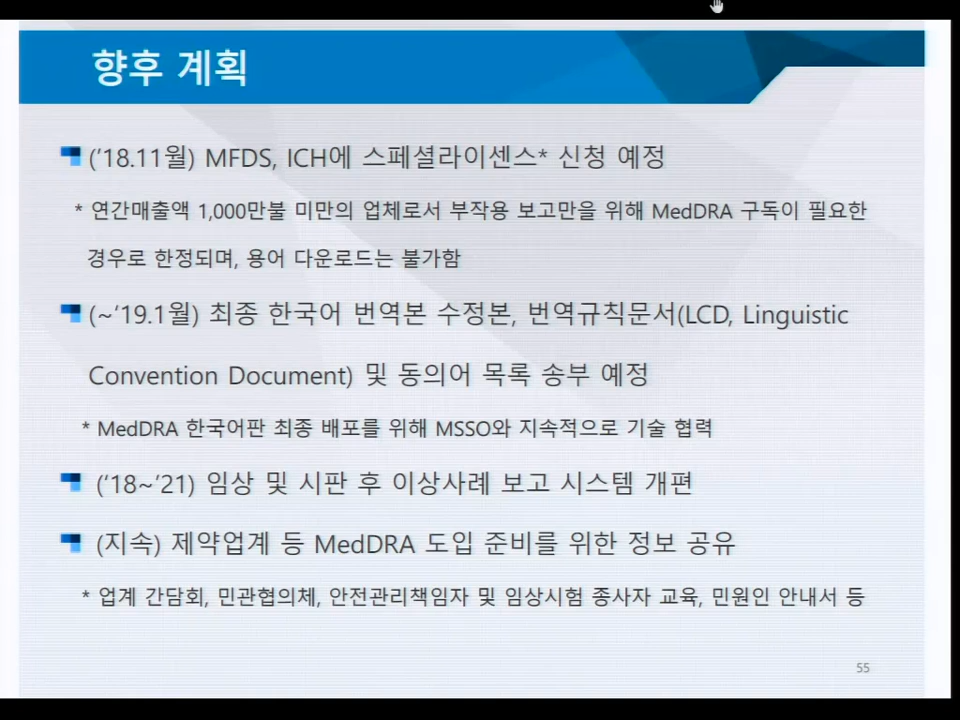 향후 계획
('18.11월) MFDS, ICH에 스페셜라이센스* 신청 예정
* 연간매출액 1,000만불 미만의 업체로서 부작용 보고만을 위해 MedDRA 구독이 필요한
경우로 한정되며, 용어 다운로드는 불가함
(~‘19.1월) 최종 한국어 번역본 수정본, 번역규칙문서(LCD, Linguistic
Convention Document) 및 동의어 목록 송부 예정
* MedDRA 한국어판 최종 배포를 위해 MSSO와 지속적으로 기술 협력
(‘18~’21) 임상 및 시판 후 이상사례 보고 시스템 개편
(지속) 제약업계 등 MedDRA 도입 준비를 위한 정보 공유
* 업계 간담회, 민관협의체, 안전관리책임자 및 임상시험 종사자 교육, 민원인 안내서 등
55